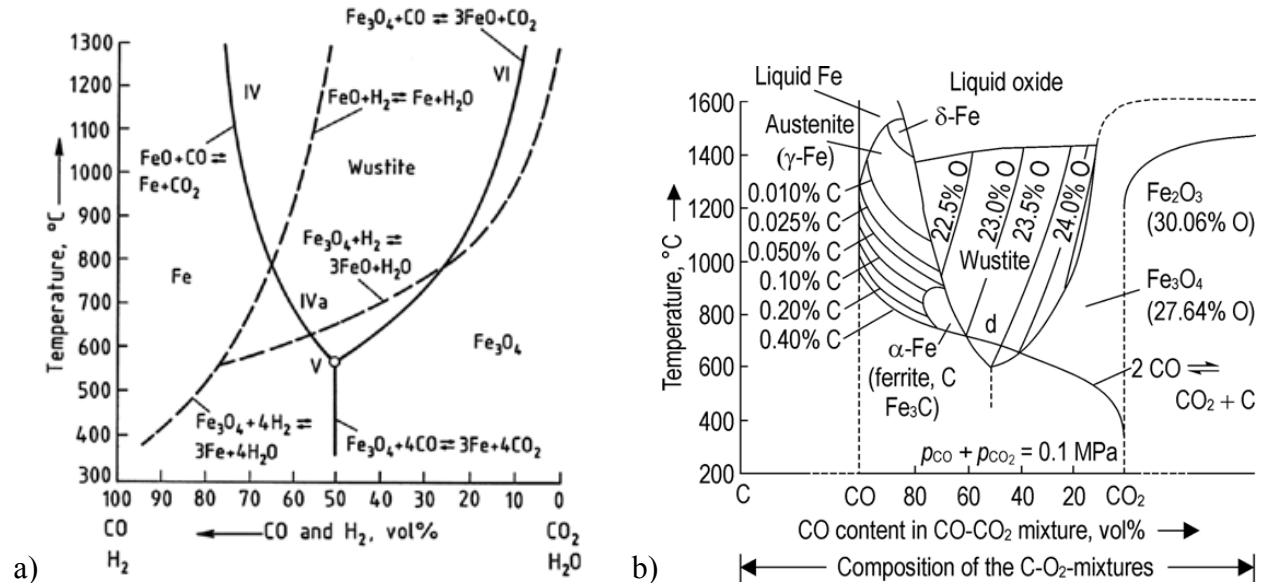 Fe₃O₄+CO ⇌ 3FeO+CO₂
1300
1200
1100
1000
900
800
700
600
500
400
300
Temperature, °C
IV
VI
FeO+H₂⇌ Fe+H₂O
FeO+CO ⇌
Fe+CO₂
Wustite
Fe₃O₄+H₂ ⇌
3FeO+H₂O
Fe
IVa
V
Fe₃O₄
Fe₃O₄+4H₂ ⇌
3Fe+4H₂O
Fe₃O₄+4CO⇌ 3Fe+4CO₂
100 90 80 70 60 50 40 30 20 10 0
CO
H₂
CO and H₂, vol%
CO₂
H₂O
a)
Liquid Fe
Liquid oxide
1600
1400
1200
1000
800
600
400
200
Temperature, °C
δ-Fe
Austenite
(γ-Fe)
0.010% C
0.025% C
0.050% C
0.10% C
0.20% C
0.40% C
22.5% O
23.0% O
23.5% O
24.0% O
Wustite
Fe₂O₃
(30.06% O)
Fe₃O₄
(27.64% O)
d
α-Fe
(ferrite, C
Fe₃C)
2 CO ⇌
CO₂ + C
pCO + pCO₂ = 0.1 MPa
C CO 80 60 40 20 CO₂
CO content in CO-CO₂ mixture, vol%
Composition of the C-O₂-mixtures
b)